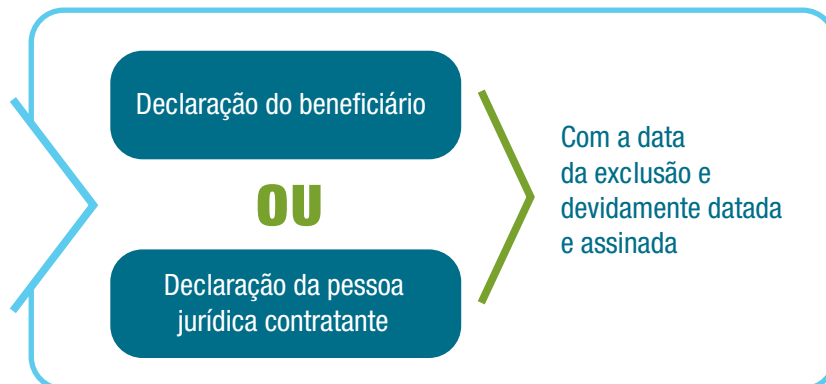 Declaração do beneficiário
OU
Declaração da pessoa
jurídica contratante
Com a data
da exclusão e
devidamente datada
e assinada